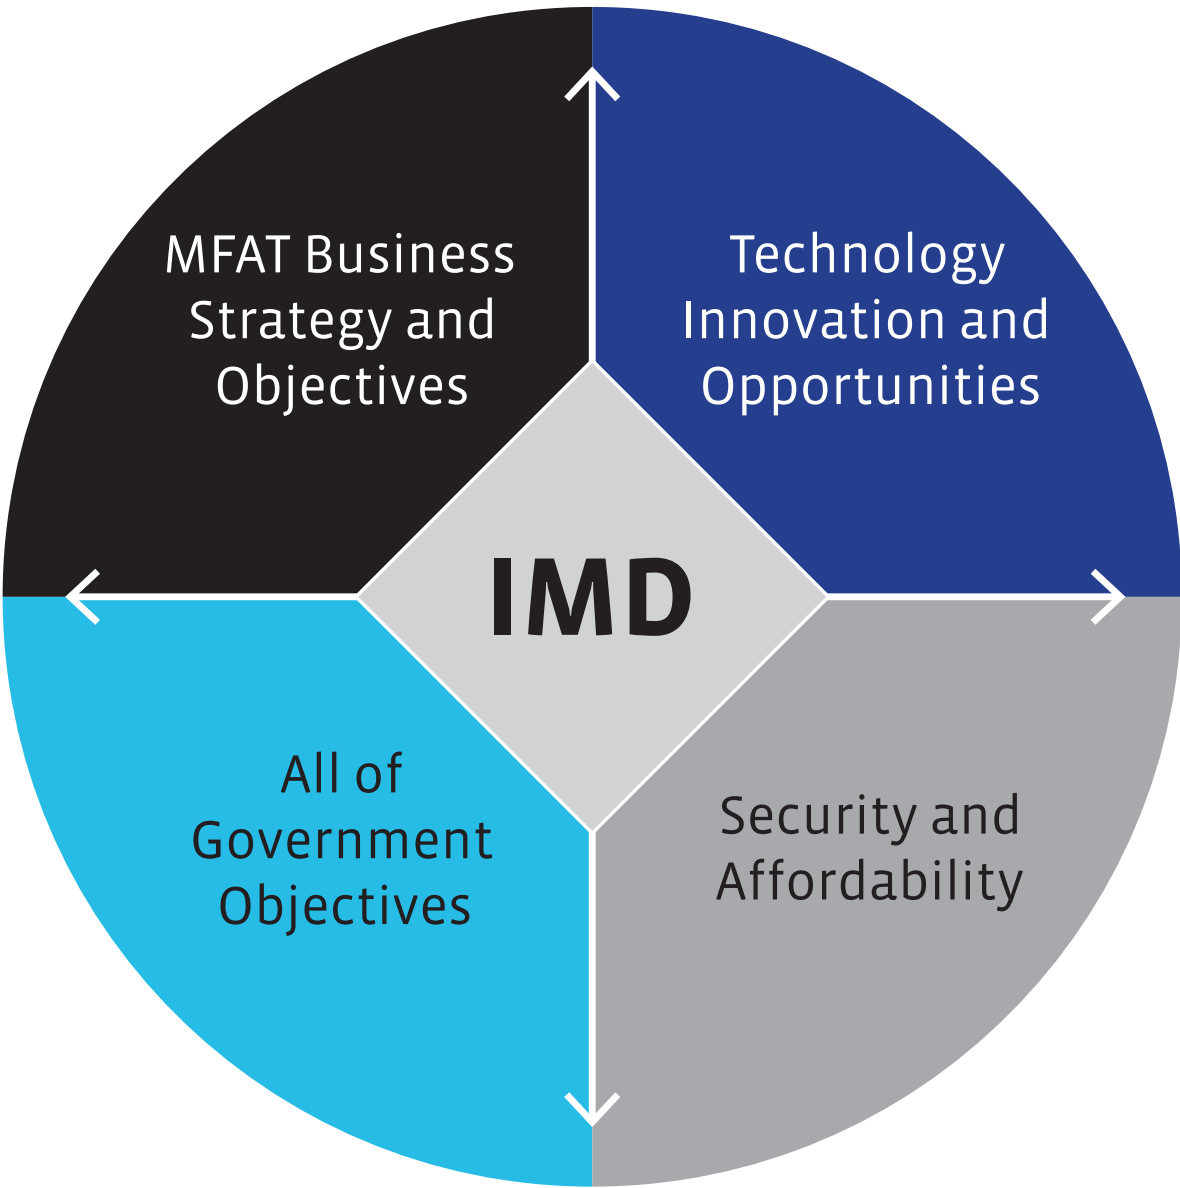 MFAT Business
Strategy and
Objectives
Technology
Innovation and
Opportunities
IMD
All of
Government
Objectives
Security and
Affordability